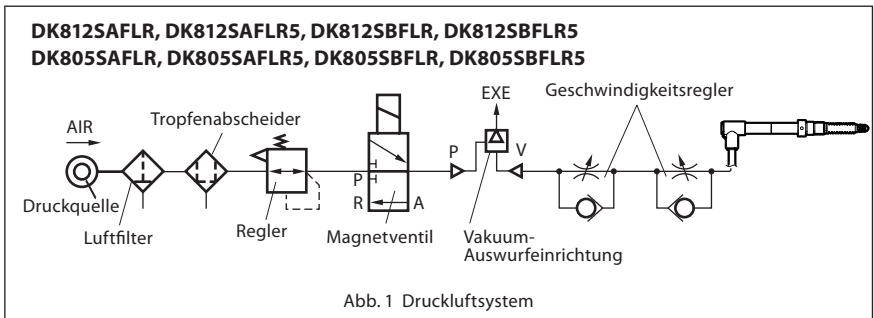 DK812SAFLR, DK812SAFLR5, DK812SBFLR, DK812SBFLR5
DK805SAFLR, DK805SAFLR5, DK805SBFLR, DK805SBFLR5
EXE
Geschwindigkeitsregler
Tropfenabscheider
AIR
P
V
P
R
A
Druckquelle
Luftfilter
Regler
Magnetventil
Vakuum-
Auswurfeinrichtung
Abb. 1 Druckluftsystem